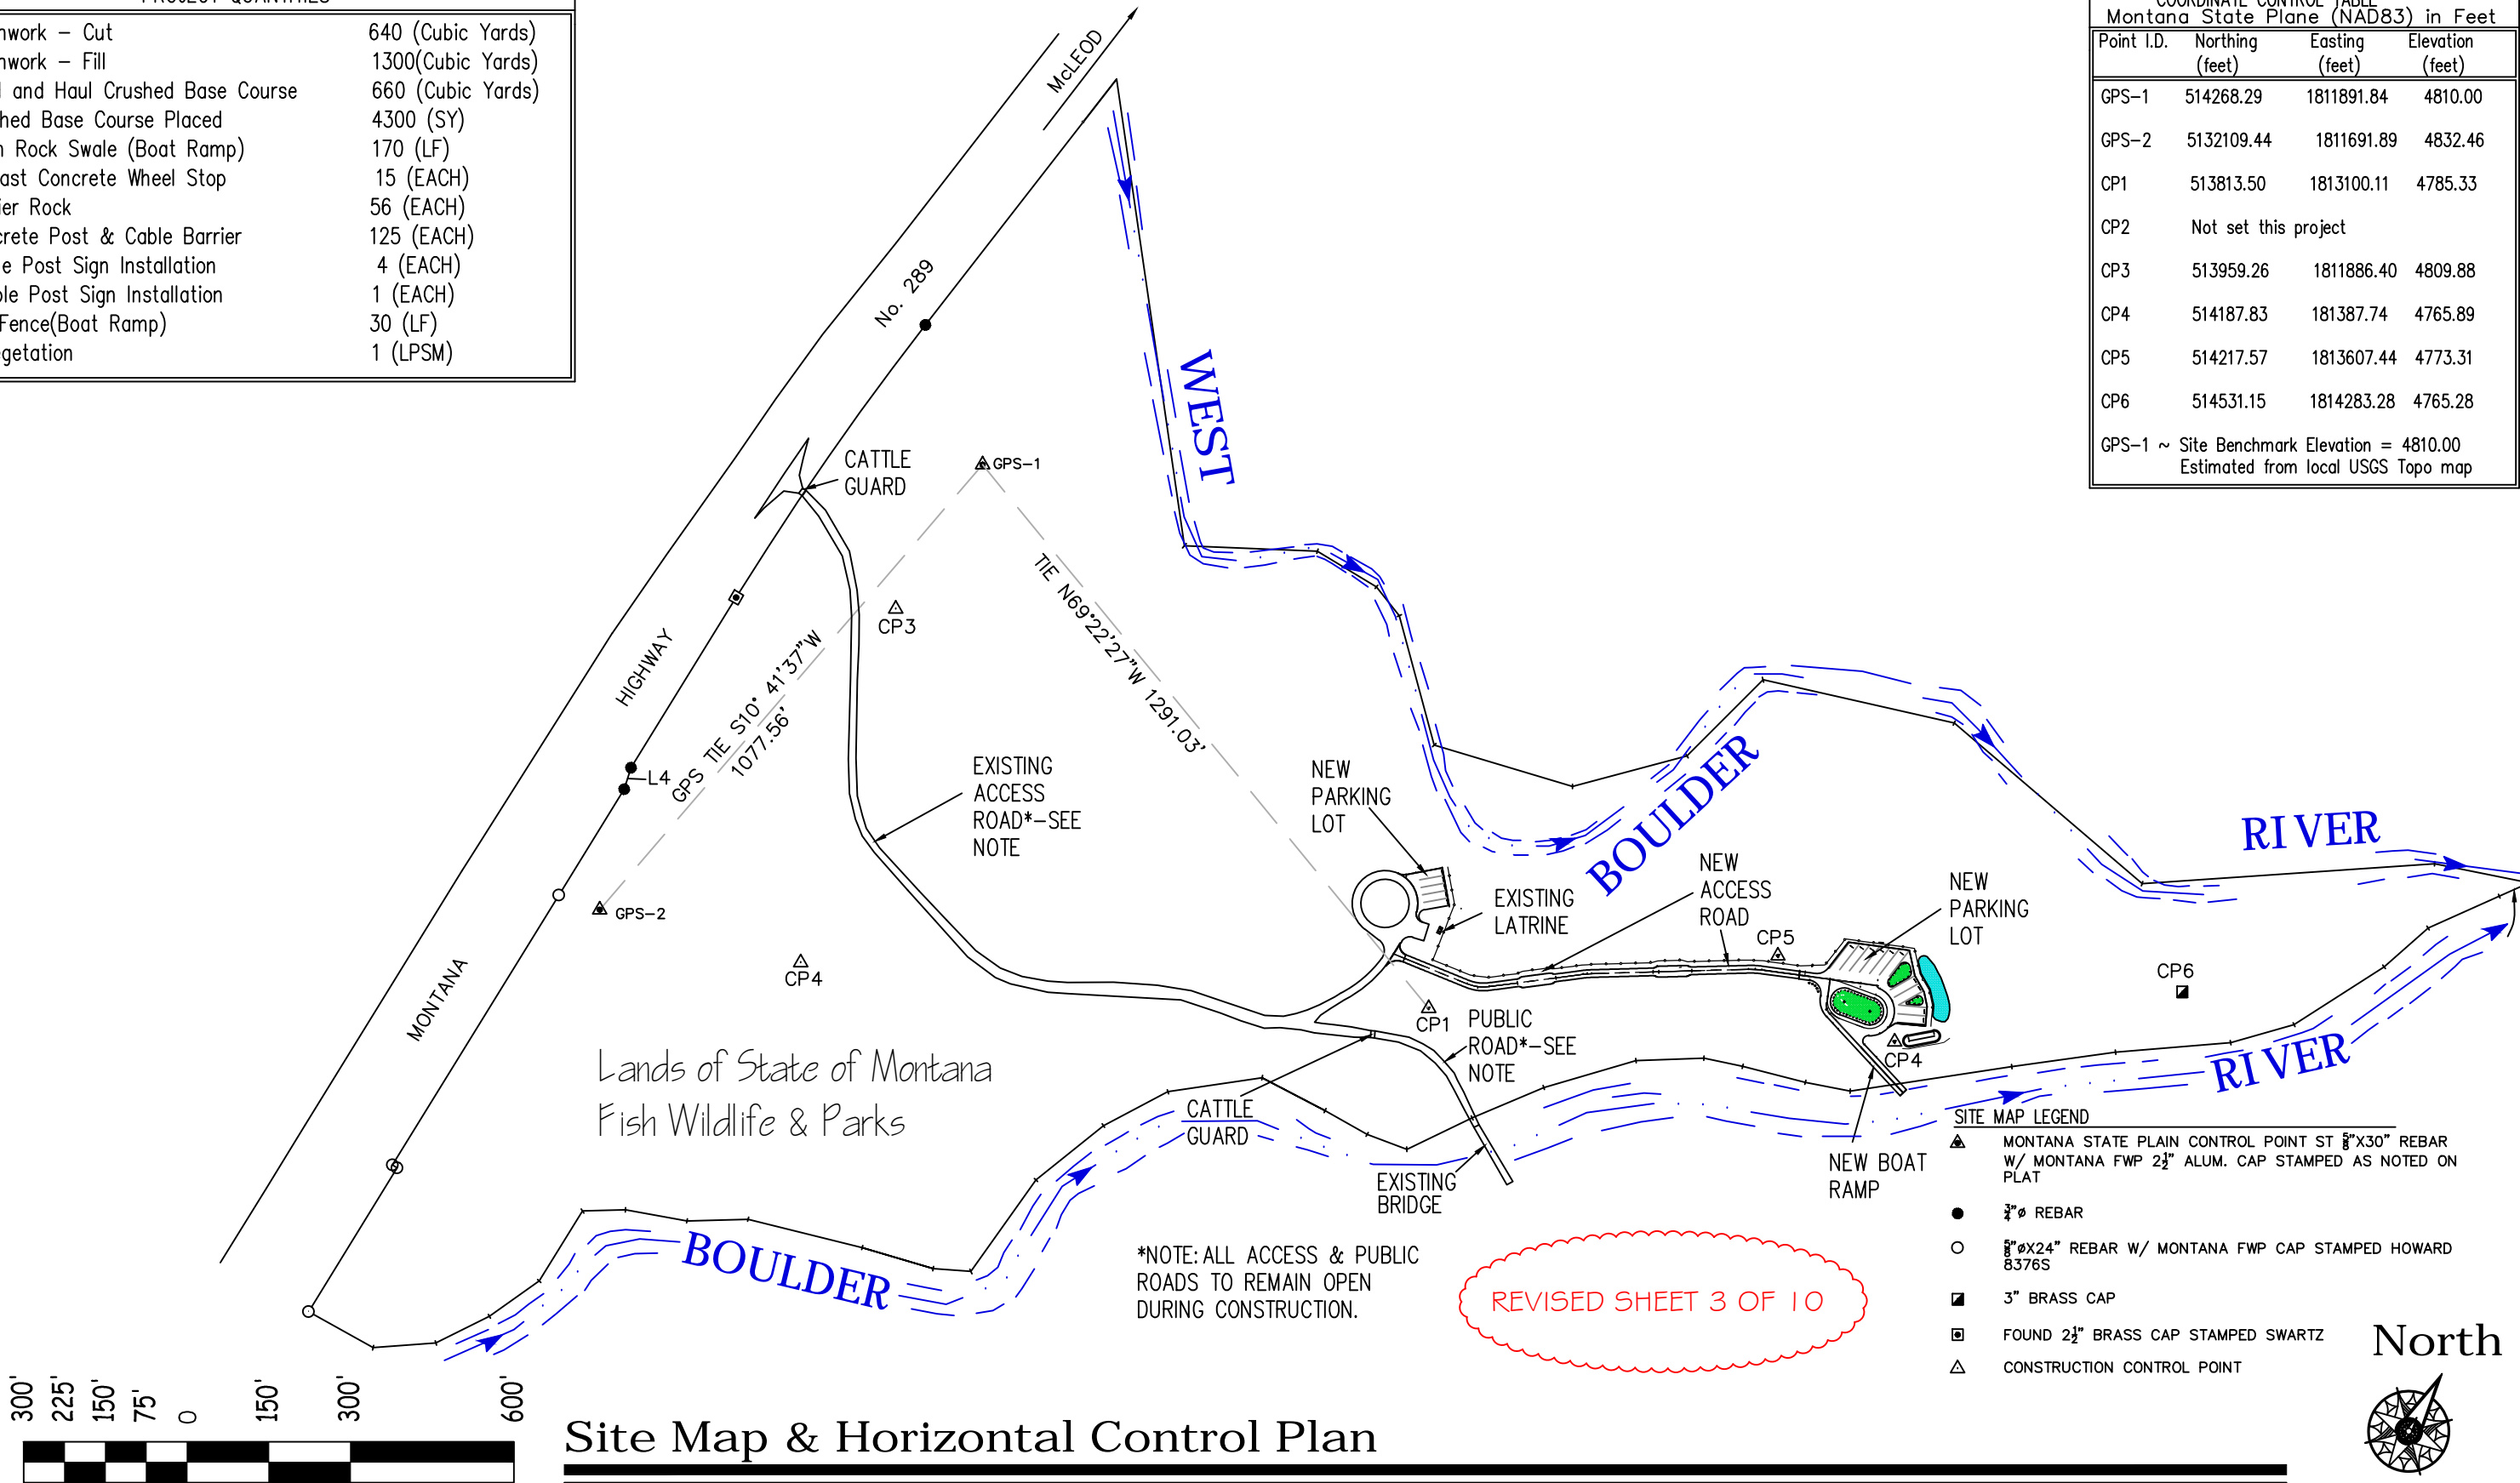 PROJECT QUANTITIES
nwork – Cut 640 (Cubic Yards)
nwork – Fill 1300(Cubic Yards)
and Haul Crushed Base Course 660 (Cubic Yards)
hed Base Course Placed 4300 (SY)
Rock Swale (Boat Ramp) 170 (LF)
ast Concrete Wheel Stop 15 (EACH)
ier Rock 56 (EACH)
crete Post & Cable Barrier 125 (EACH)
e Post Sign Installation 4 (EACH)
ble Post Sign Installation 1 (EACH)
Fence(Boat Ramp) 30 (LF)
egetation 1 (LPSM)
COORDINATE CONTROL TABLE
Montana State Plane (NAD83) in Feet
Point I.D. Northing Easting Elevation
(feet) (feet) (feet)
GPS–1 514268.29 1811891.84 4810.00
GPS–2 5132109.44 1811691.89 4832.46
CP1 513813.50 1813100.11 4785.33
CP2 Not set this project
CP3 513959.26 1811886.40 4809.88
CP4 514187.83 181387.74 4765.89
CP5 514217.57 1813607.44 4773.31
CP6 514531.15 1814283.28 4765.28
GPS–1 ~ Site Benchmark Elevation = 4810.00
Estimated from local USGS Topo map
McLEOD
No. 289
HIGHWAY
MONTANA
CATTLE
GUARD
GPS–1
CP3
WEST
TIE N69°22'27"W 1291.03'
GPS TIE S10° 41'37"W
1077.56'
L4
GPS–2
CP4
EXISTING
ACCESS
ROAD*–SEE
NOTE
NEW
PARKING
LOT
BOULDER
RIVER
EXISTING
LATRINE
NEW
ACCESS
ROAD
CP5
NEW
PARKING
LOT
CP6
CP1
PUBLIC
ROAD*–SEE
NOTE
CP4
RIVER
Lands of State of Montana
Fish Wildlife & Parks
CATTLE
GUARD
EXISTING
BRIDGE
NEW BOAT
RAMP
BOULDER
*NOTE: ALL ACCESS & PUBLIC
ROADS TO REMAIN OPEN
DURING CONSTRUCTION.
REVISED SHEET 3 OF 10
SITE MAP LEGEND
MONTANA STATE PLAIN CONTROL POINT ST 5/8"X30" REBAR
W/ MONTANA FWP 2½" ALUM. CAP STAMPED AS NOTED ON
PLAT
¾"ø REBAR
5/8"øX24" REBAR W/ MONTANA FWP CAP STAMPED HOWARD
8376S
3" BRASS CAP
FOUND 2½" BRASS CAP STAMPED SWARTZ
CONSTRUCTION CONTROL POINT
North
300' 225' 150' 75' 0 150' 300' 600'
Site Map & Horizontal Control Plan